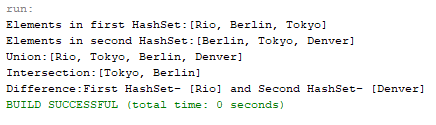 run:
Elements in first HashSet:[Rio, Berlin, Tokyo]
Elements in second HashSet:[Berlin, Tokyo, Denver]
Union:[Rio, Tokyo, Berlin, Denver]
Intersection:[Tokyo, Berlin]
Difference:First HashSet- [Rio] and Second HashSet- [Denver]
BUILD SUCCESSFUL (total time: 0 seconds)